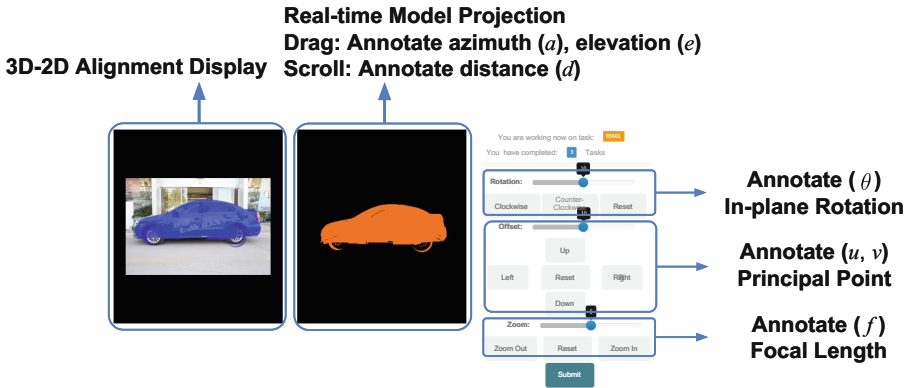 Real-time Model Projection
Drag: Annotate azimuth (a), elevation (e)
Scroll: Annotate distance (d)
3D-2D Alignment Display
You are working now on task:
You have completed: 3 Tasks
Rotation:
Clockwise
Counter-
Clockwise
Reset
Annotate (θ)
In-plane Rotation
Offset:
10
Up
Left
Reset
Right
Down
Annotate (u, v)
Principal Point
Zoom:
Zoom Out
Reset
Zoom In
Annotate (f)
Focal Length
Submit